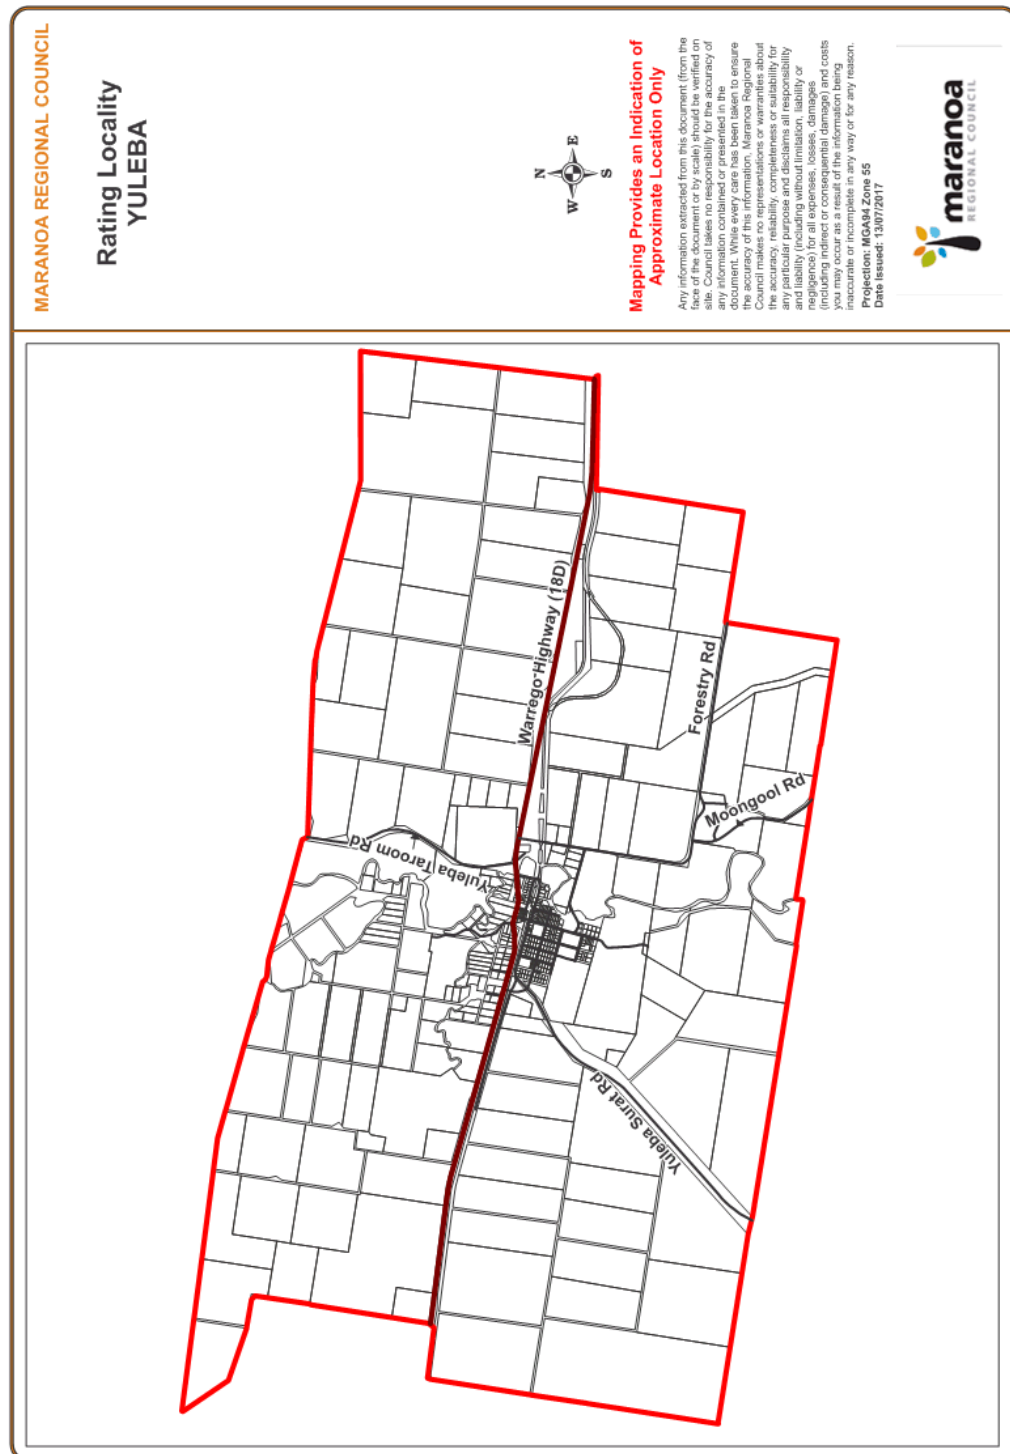 MARANOA REGIONAL COUNCIL
Rating Locality
YULEBA
N
W
E
S
Mapping Provides an Indication of
Approximate Location Only
Any information extracted from this document (from the
face of the document or by scale) should be verified on
site. Council takes no responsibility for the accuracy of
any information contained or presented in the
document. While every care has been taken to ensure
the accuracy of this information, Maranoa Regional
Council makes no representations or warranties about
the accuracy, reliability, completeness or suitability for
any particular purpose and disclaims all responsibility
and liability (including without limitation, liability or
negligence) for all expenses, losses, damages
(including indirect or consequential damage) and costs
you may occur as a result of the information being
inaccurate or incomplete in any way or for any reason.
Projection: MGA94 Zone 55
Date Issued: 13/07/2017
maranoa
REGIONAL COUNCIL
Warrego Highway (18D)
Forestry Rd
Moongool Rd
Yuleba Taroom Rd
Yuleba Surat Rd